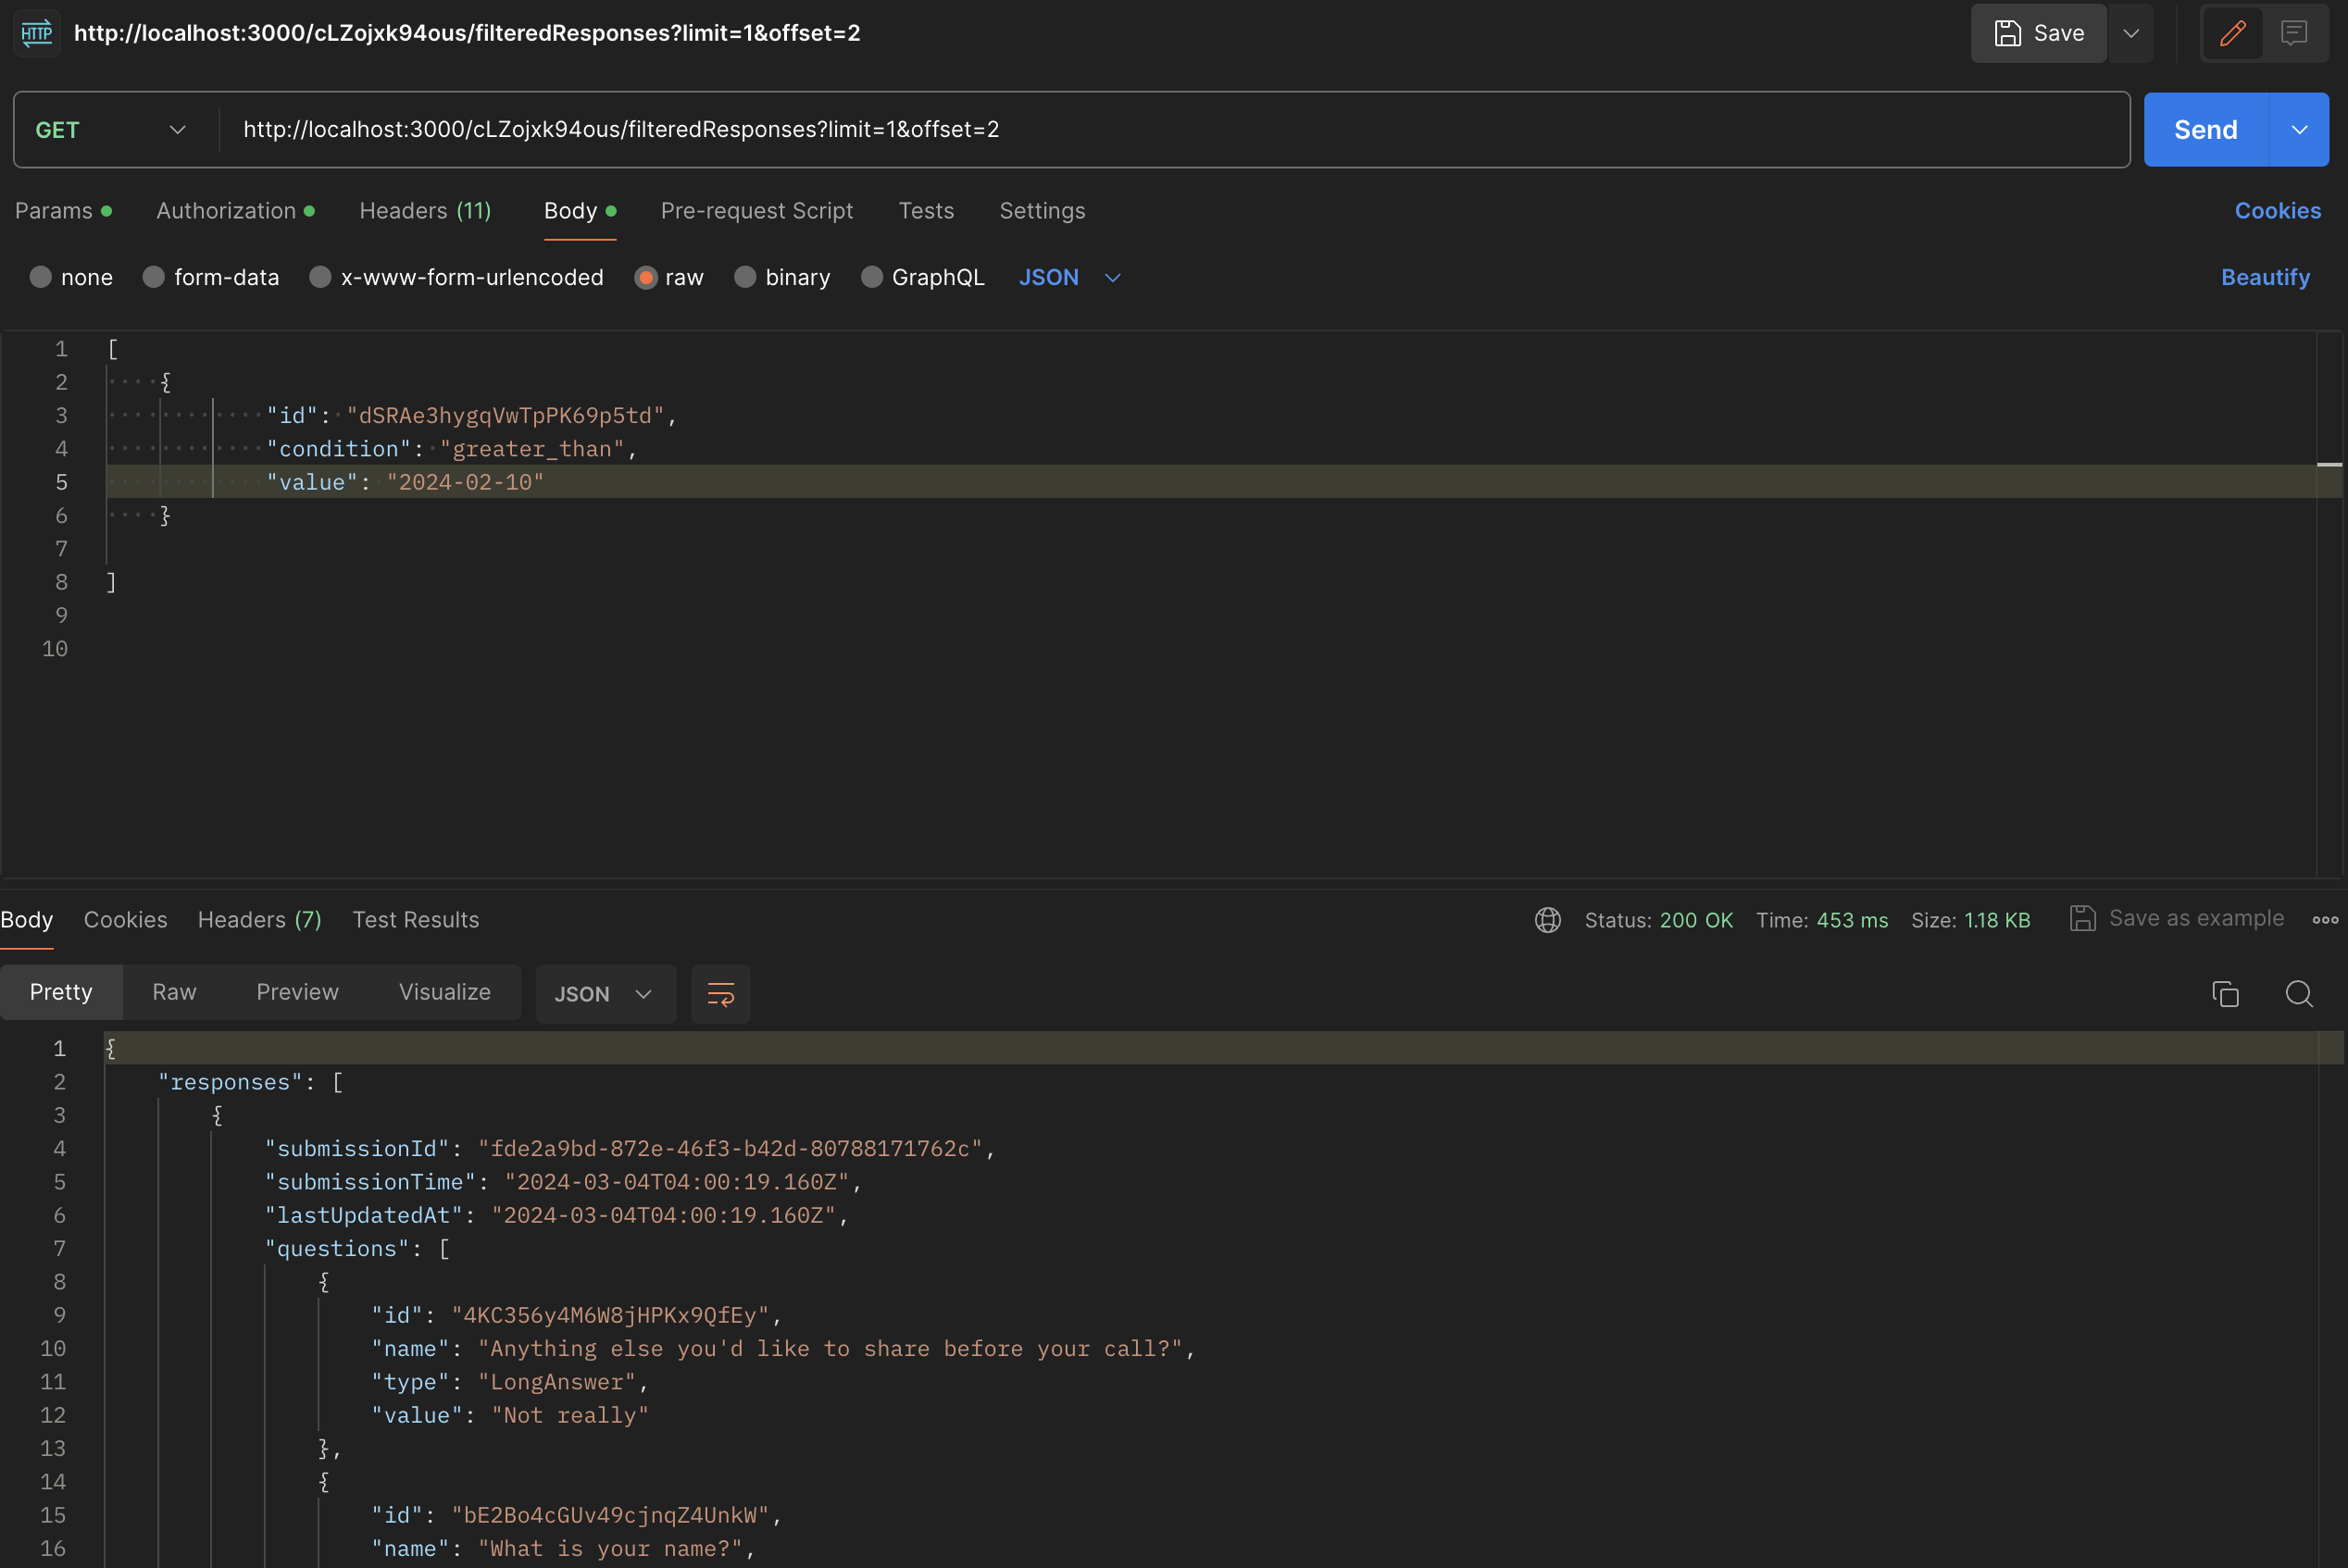 HTTP http://localhost:3000/cLZojxk94ous/filteredResponses?limit=1&offset=2 Save
GET http://localhost:3000/cLZojxk94ous/filteredResponses?limit=1&offset=2 Send
Params Authorization Headers (11) Body Pre-request Script Tests Settings Cookies
none form-data x-www-form-urlencoded raw binary GraphQL JSON Beautify
1 [
2 {
3 "id": "dSRAe3hygqVwTpPK69p5td",
4 "condition": "greater_than",
5 "value": "2024-02-10"
6 }
7
8 ]
9
10
Body Cookies Headers (7) Test Results Status: 200 OK Time: 453 ms Size: 1.18 KB Save as example
Pretty Raw Preview Visualize JSON
1 {
2 "responses": [
3 {
4 "submissionId": "fde2a9bd-872e-46f3-b42d-80788171762c",
5 "submissionTime": "2024-03-04T04:00:19.160Z",
6 "lastUpdatedAt": "2024-03-04T04:00:19.160Z",
7 "questions": [
8 {
9 "id": "4KC356y4M6W8jHPKx9QfEy",
10 "name": "Anything else you'd like to share before your call?",
11 "type": "LongAnswer",
12 "value": "Not really"
13 },
14 {
15 "id": "bE2Bo4cGUv49cjnqZ4UnkW",
16 "name": "What is your name?",